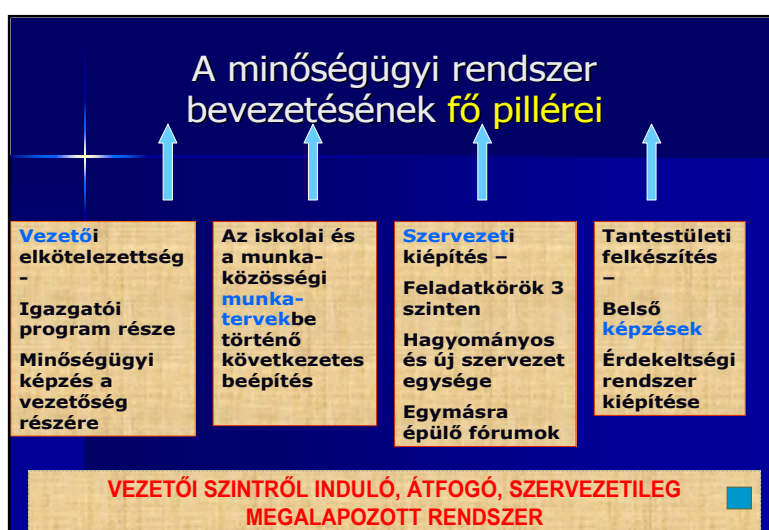 A minőségügyi rendszer
bevezetésének fő pillérei
Vezetői
elkötelezettség
-
Igazgatói
program része
Minőségügyi
képzés a
vezetőség
részére
Az iskolai és
a munka-
közösségi
munka-
tervekbe
történő
következetes
beépítés
Szervezeti
kiépítés –
Feladatkörök 3
szinten
Hagyományos
és új szervezet
egysége
Egymásra
épülő fórumok
Tantestületi
felkészítés
–
Belső
képzések
Érdekeltségi
rendszer
kiépítése
VEZETŐI SZINTRŐL INDULÓ, ÁTFOGÓ, SZERVEZETILEG
MEGALAPOZOTT RENDSZER